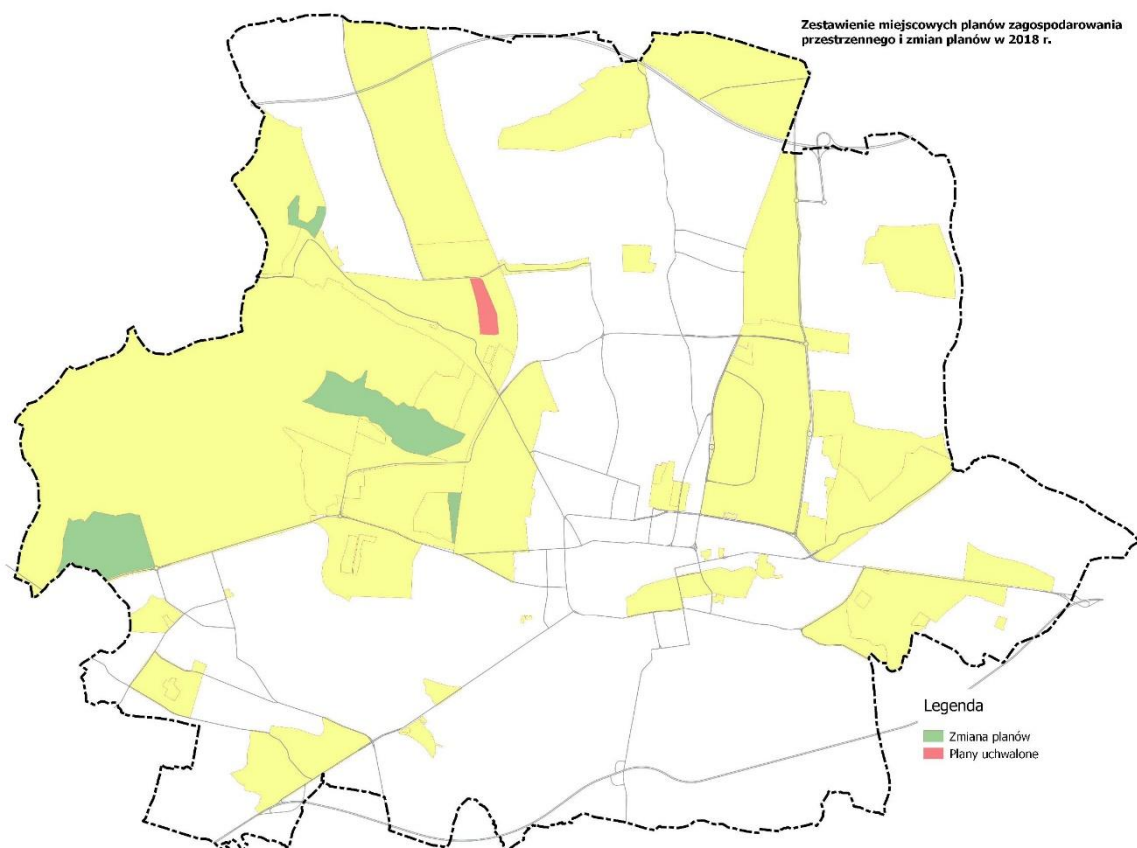 Zestawienie miejscowych planów zagospodarowania
przestrzennego i zmian planów w 2018 r.
Legenda
Zmiana planów
Plany uchwalone